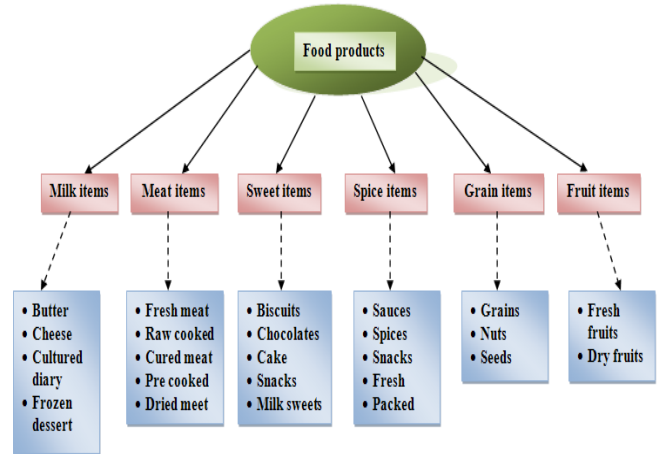 Food products
Milk items
Meat items
Sweet items
Spice items
Grain items
Fruit items
• Butter
• Cheese
• Cultured
diary
• Frozen
dessert
• Fresh meat
• Raw cooked
• Cured meat
• Pre cooked
• Dried meet
• Biscuits
• Chocolates
• Cake
• Snacks
• Milk sweets
• Sauces
• Spices
• Snacks
• Fresh
• Packed
• Grains
• Nuts
• Seeds
• Fresh
fruits
• Dry fruits